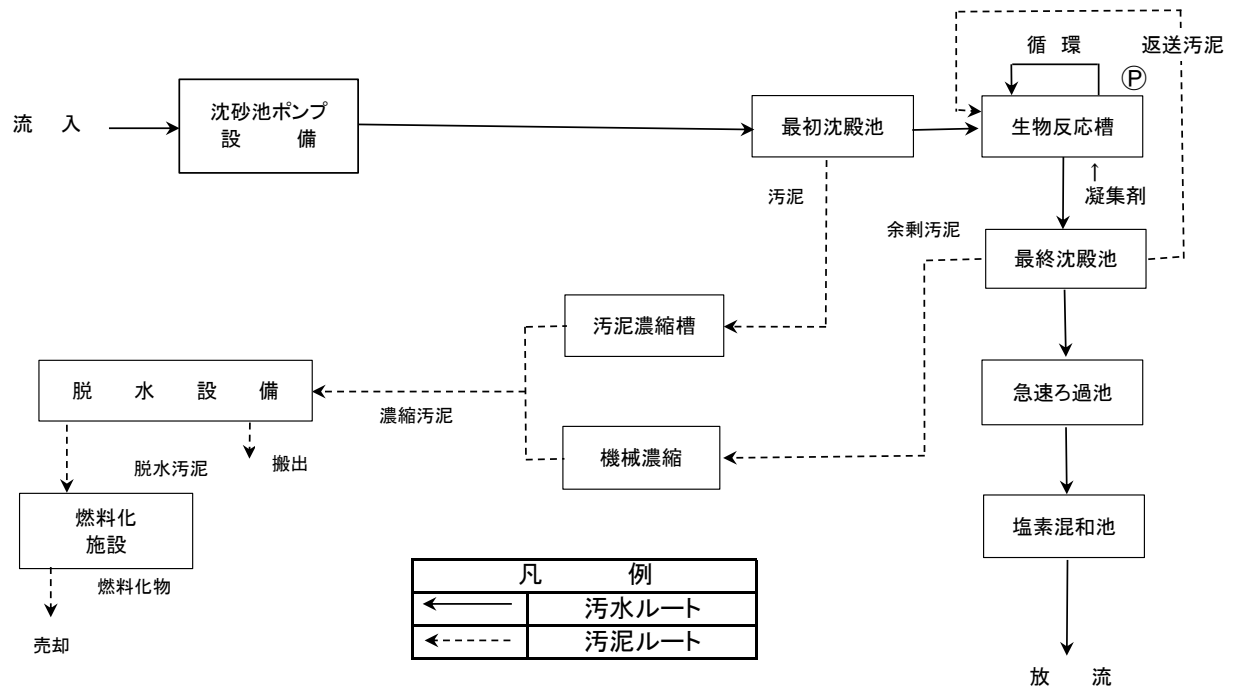 循 環
返送汚泥
Ⓟ
流 入
沈砂池ポンプ
設 備
最初沈殿池
生物反応槽
↑
凝集剤
汚泥
余剰汚泥
最終沈殿池
汚泥濃縮槽
脱 水 設 備
濃縮汚泥
急速ろ過池
機械濃縮
脱水汚泥
搬出
燃料化
施設
塩素混和池
燃料化物
売却
凡 例
汚水ルート
汚泥ルート
放 流